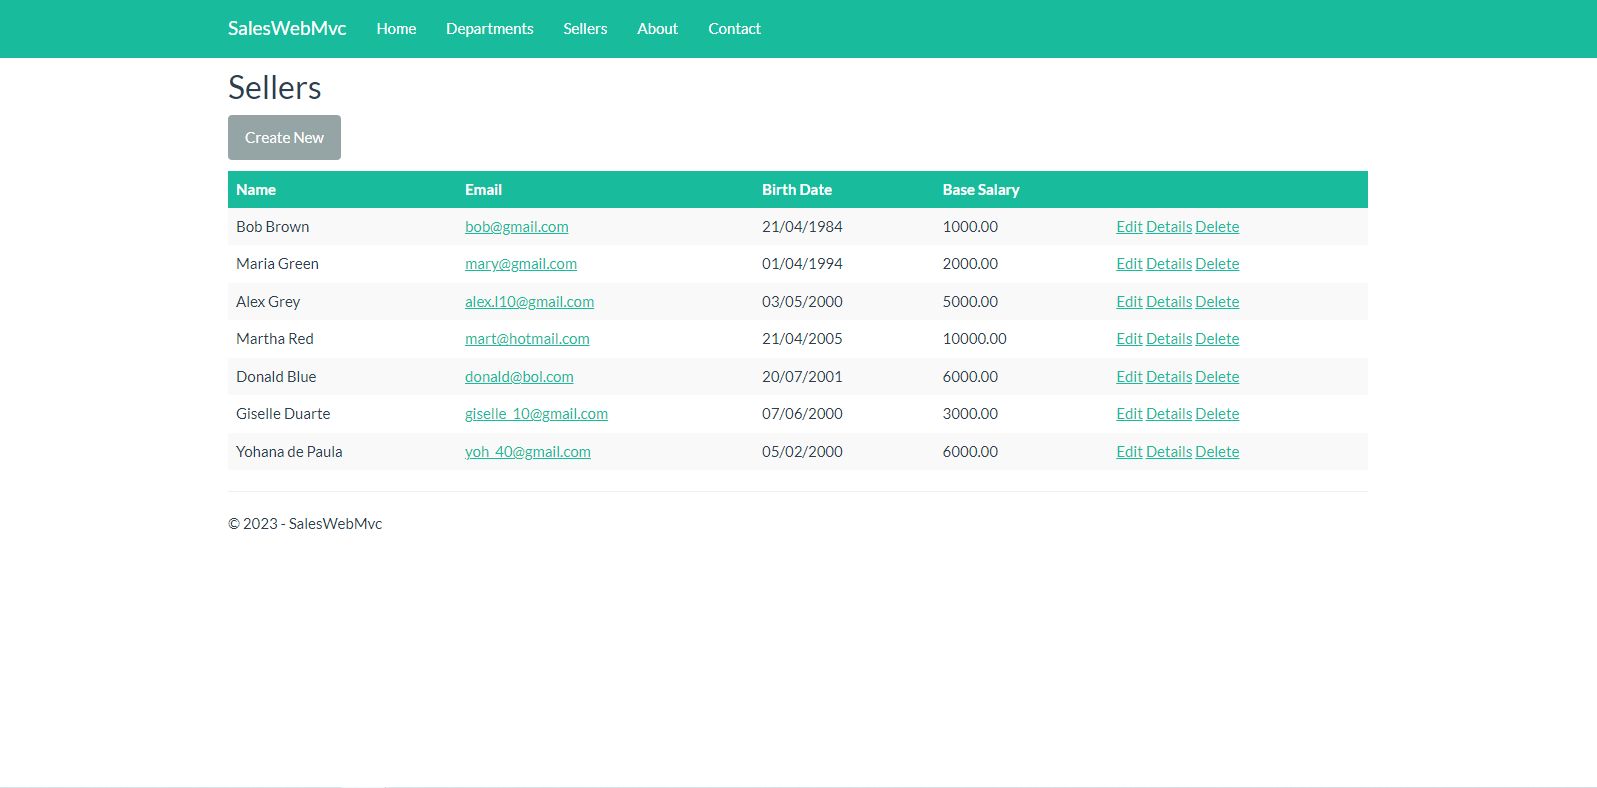 SalesWebMvc Home Departments Sellers About Contact
Sellers
Create New
Name Email Birth Date Base Salary
Bob Brown bob@gmail.com 21/04/1984 1000.00 Edit Details Delete
Maria Green mary@gmail.com 01/04/1994 2000.00 Edit Details Delete
Alex Grey alex.l10@gmail.com 03/05/2000 5000.00 Edit Details Delete
Martha Red mart@hotmail.com 21/04/2005 10000.00 Edit Details Delete
Donald Blue donald@bol.com 20/07/2001 6000.00 Edit Details Delete
Giselle Duarte giselle_10@gmail.com 07/06/2000 3000.00 Edit Details Delete
Yohana de Paula yoh_40@gmail.com 05/02/2000 6000.00 Edit Details Delete
© 2023 - SalesWebMvc